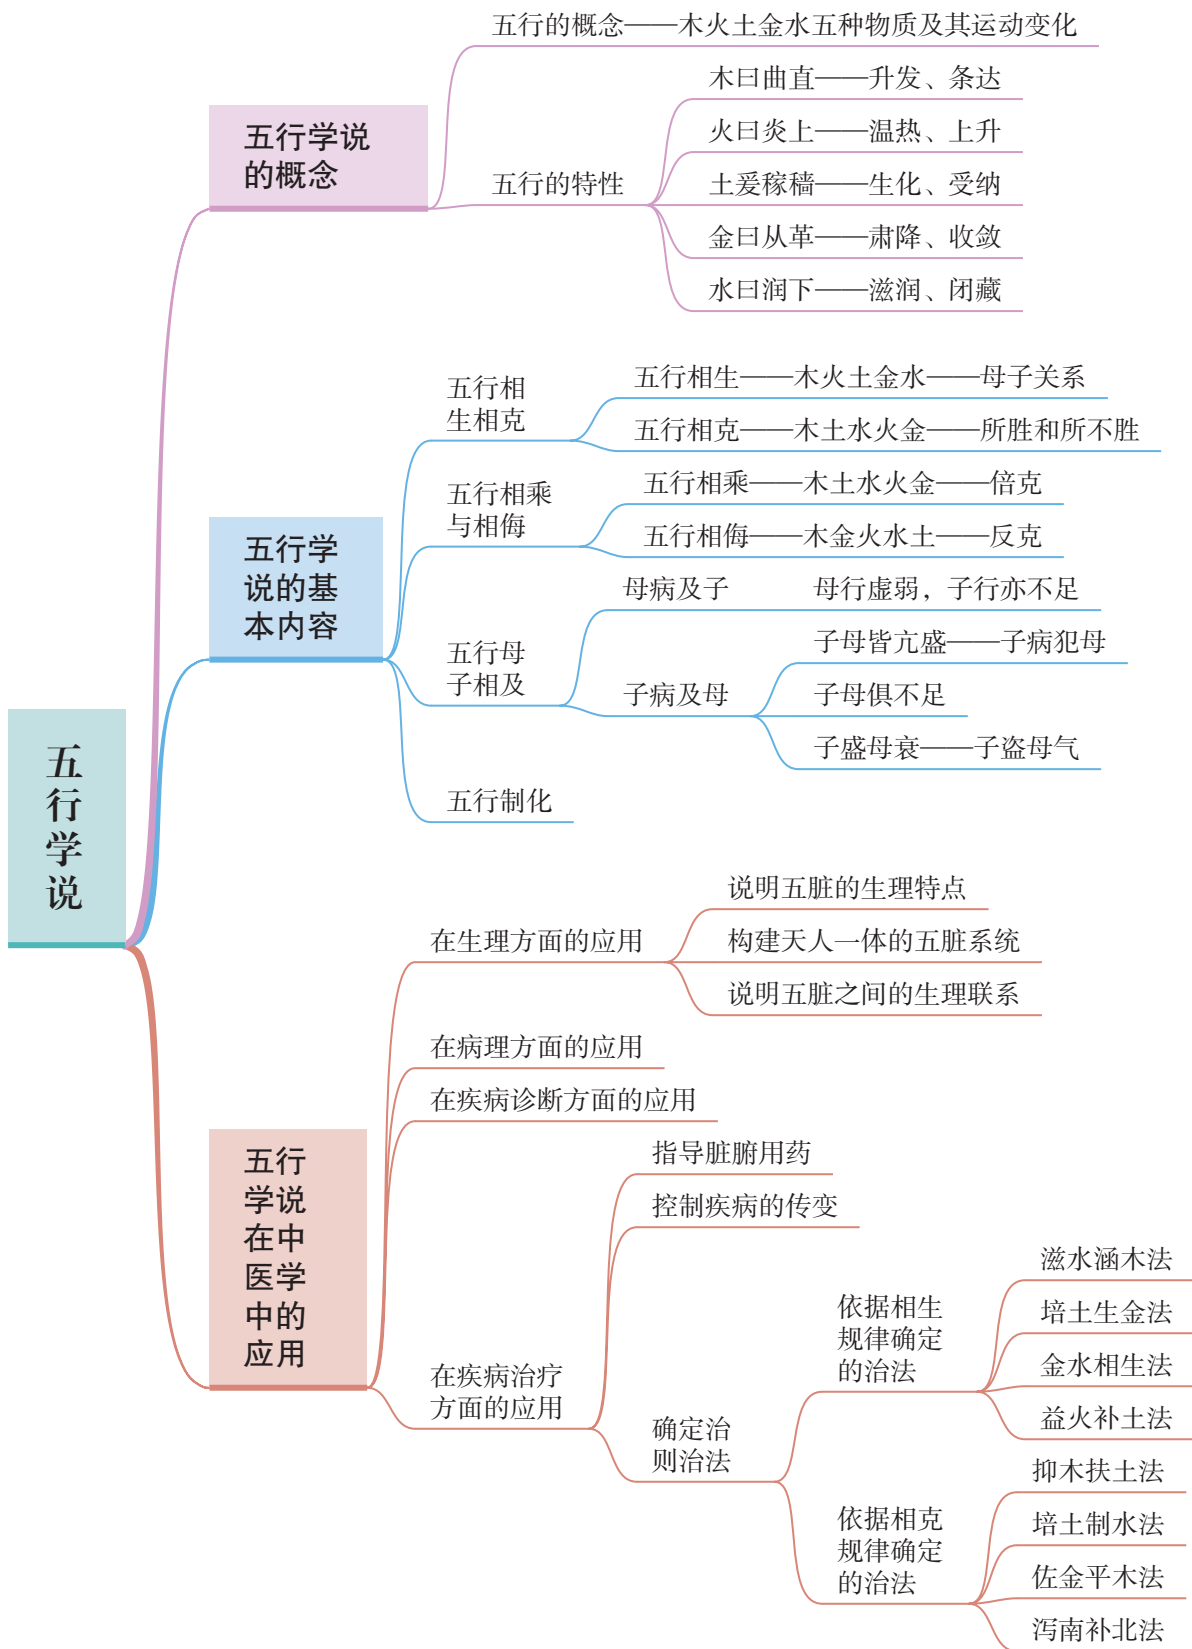 五行学说
五行学说
的概念
五行的概念——木火土金水五种物质及其运动变化
五行的特性
木曰曲直——升发、条达
火曰炎上——温热、上升
土爰稼穑——生化、受纳
金曰从革——肃降、收敛
水曰润下——滋润、闭藏
五行学
说的基
本内容
五行相
生相克
五行相生——木火土金水——母子关系
五行相克——木土水火金——所胜和所不胜
五行相乘
与相侮
五行相乘——木土水火金——倍克
五行相侮——木金火水土——反克
五行母
子相及
母病及子
母行虚弱，子行亦不足
子病及母
子母皆亢盛——子病犯母
子母俱不足
子盛母衰——子盗母气
五行制化
五行
学说
在中
医学
中的
应用
在生理方面的应用
说明五脏的生理特点
构建天人一体的五脏系统
说明五脏之间的生理联系
在病理方面的应用
在疾病诊断方面的应用
在疾病治疗
方面的应用
指导脏腑用药
控制疾病的传变
确定治
则治法
依据相生
规律确定
的治法
滋水涵木法
培土生金法
金水相生法
益火补土法
依据相克
规律确定
的治法
抑木扶土法
培土制水法
佐金平木法
泻南补北法